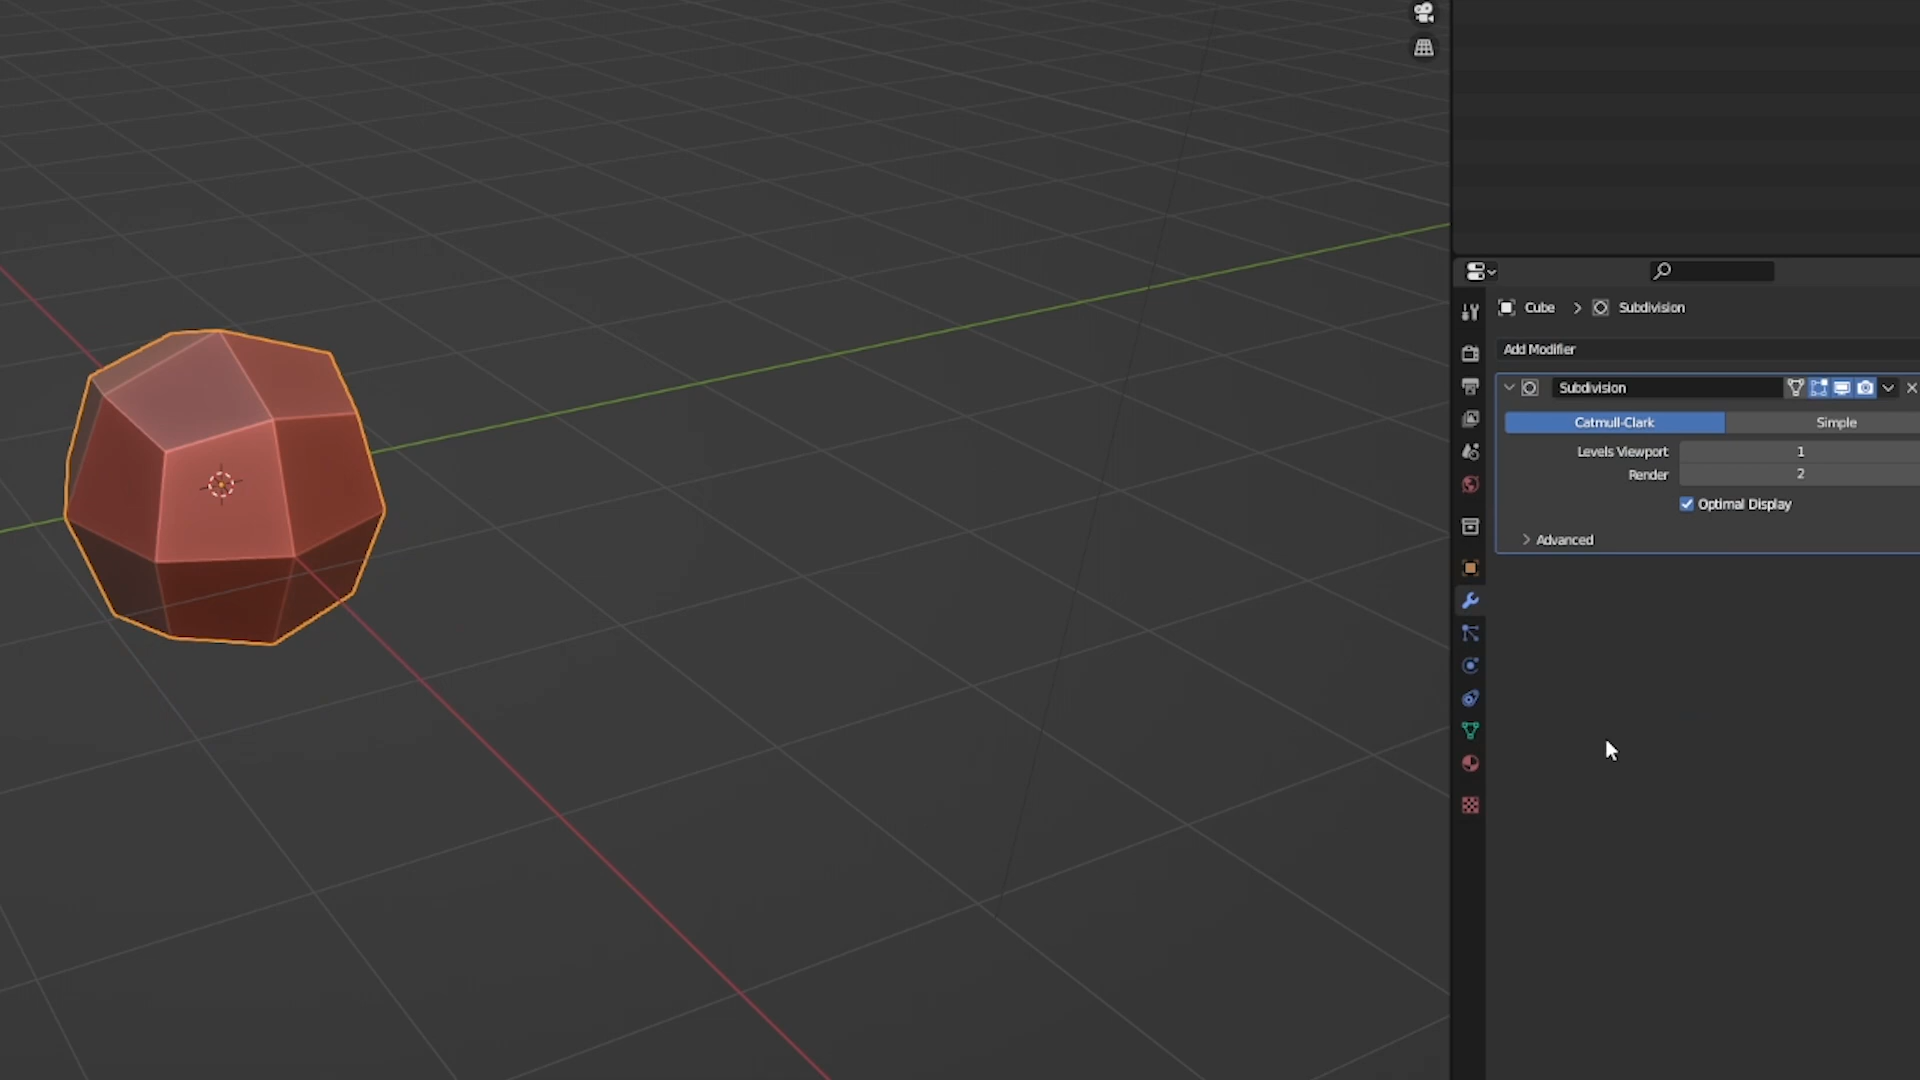 Cube > Subdivision
Add Modifier
Subdivision
Catmull-Clark Simple
Levels Viewport 1
Render 2
Optimal Display
Advanced